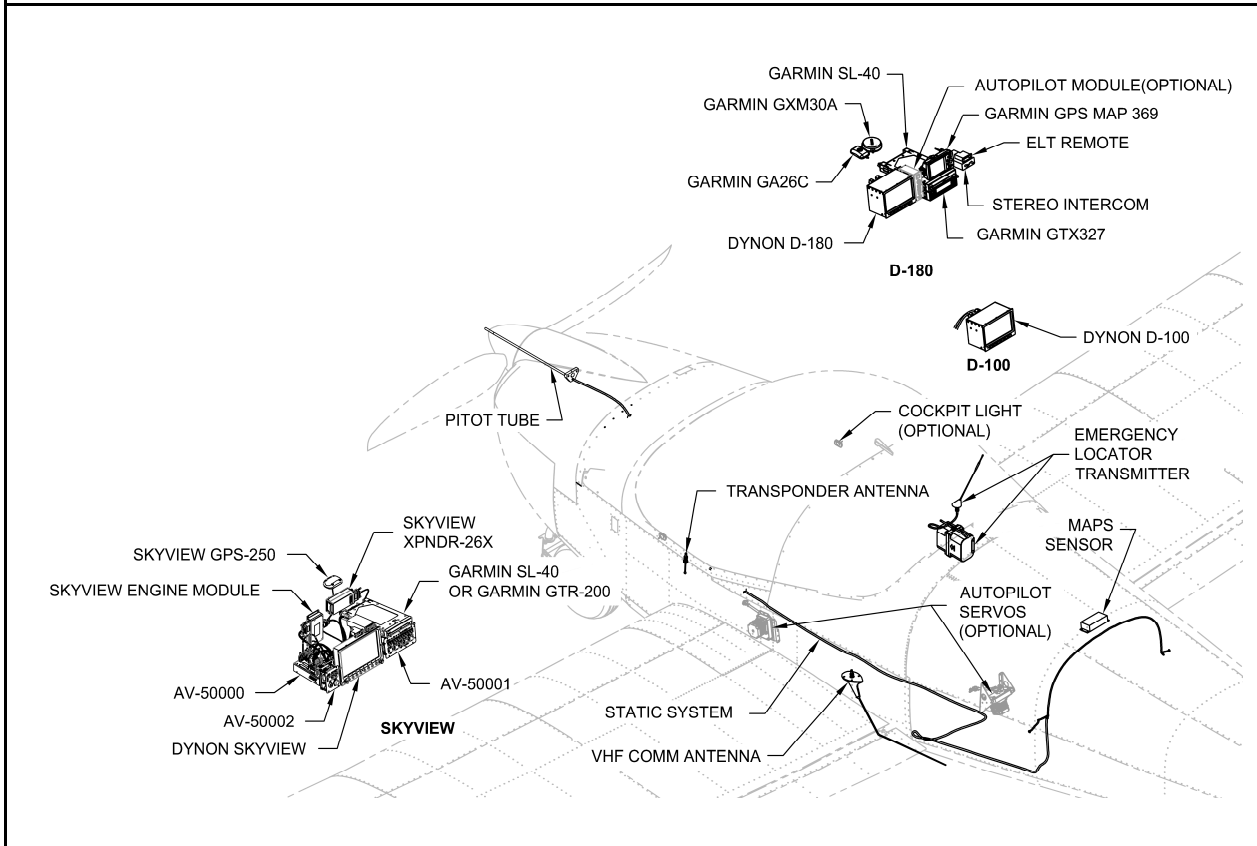 GARMIN SL-40
AUTOPILOT MODULE(OPTIONAL)
GARMIN GXM30A
GARMIN GPS MAP 369
ELT REMOTE
GARMIN GA26C
STEREO INTERCOM
GARMIN GTX327
DYNON D-180
D-180
DYNON D-100
D-100
PITOT TUBE
COCKPIT LIGHT
(OPTIONAL)
EMERGENCY
LOCATOR
TRANSMITTER
TRANSPONDER ANTENNA
MAPS
SENSOR
SKYVIEW
XPNDR-26X
SKYVIEW GPS-250
SKYVIEW ENGINE MODULE
GARMIN SL-40
OR GARMIN GTR-200
AUTOPILOT
SERVOS
(OPTIONAL)
AV-50000
AV-50001
AV-50002
SKYVIEW
DYNON SKYVIEW
STATIC SYSTEM
VHF COMM ANTENNA